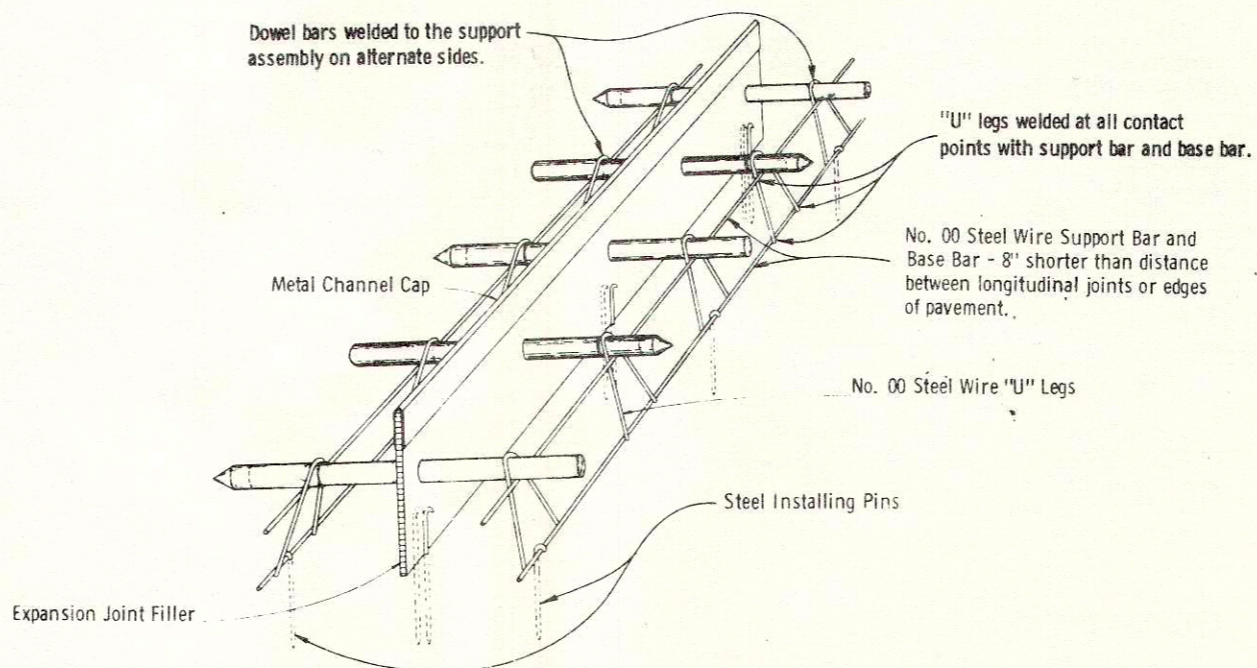 Dowel bars welded to the support
assembly on alternate sides.
"U" legs welded at all contact
points with support bar and base bar.
No. 00 Steel Wire Support Bar and
Base Bar - 8" shorter than distance
between longitudinal joints or edges
of pavement.
Metal Channel Cap
No. 00 Steel Wire "U" Legs
Steel Installing Pins
Expansion Joint Filler